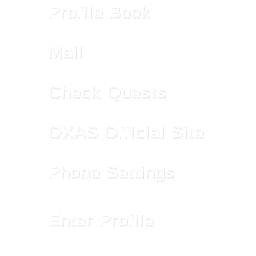 Profile Book
Mail
Check Quests
OXAS Official Site
Phone Settings
Enter Profile